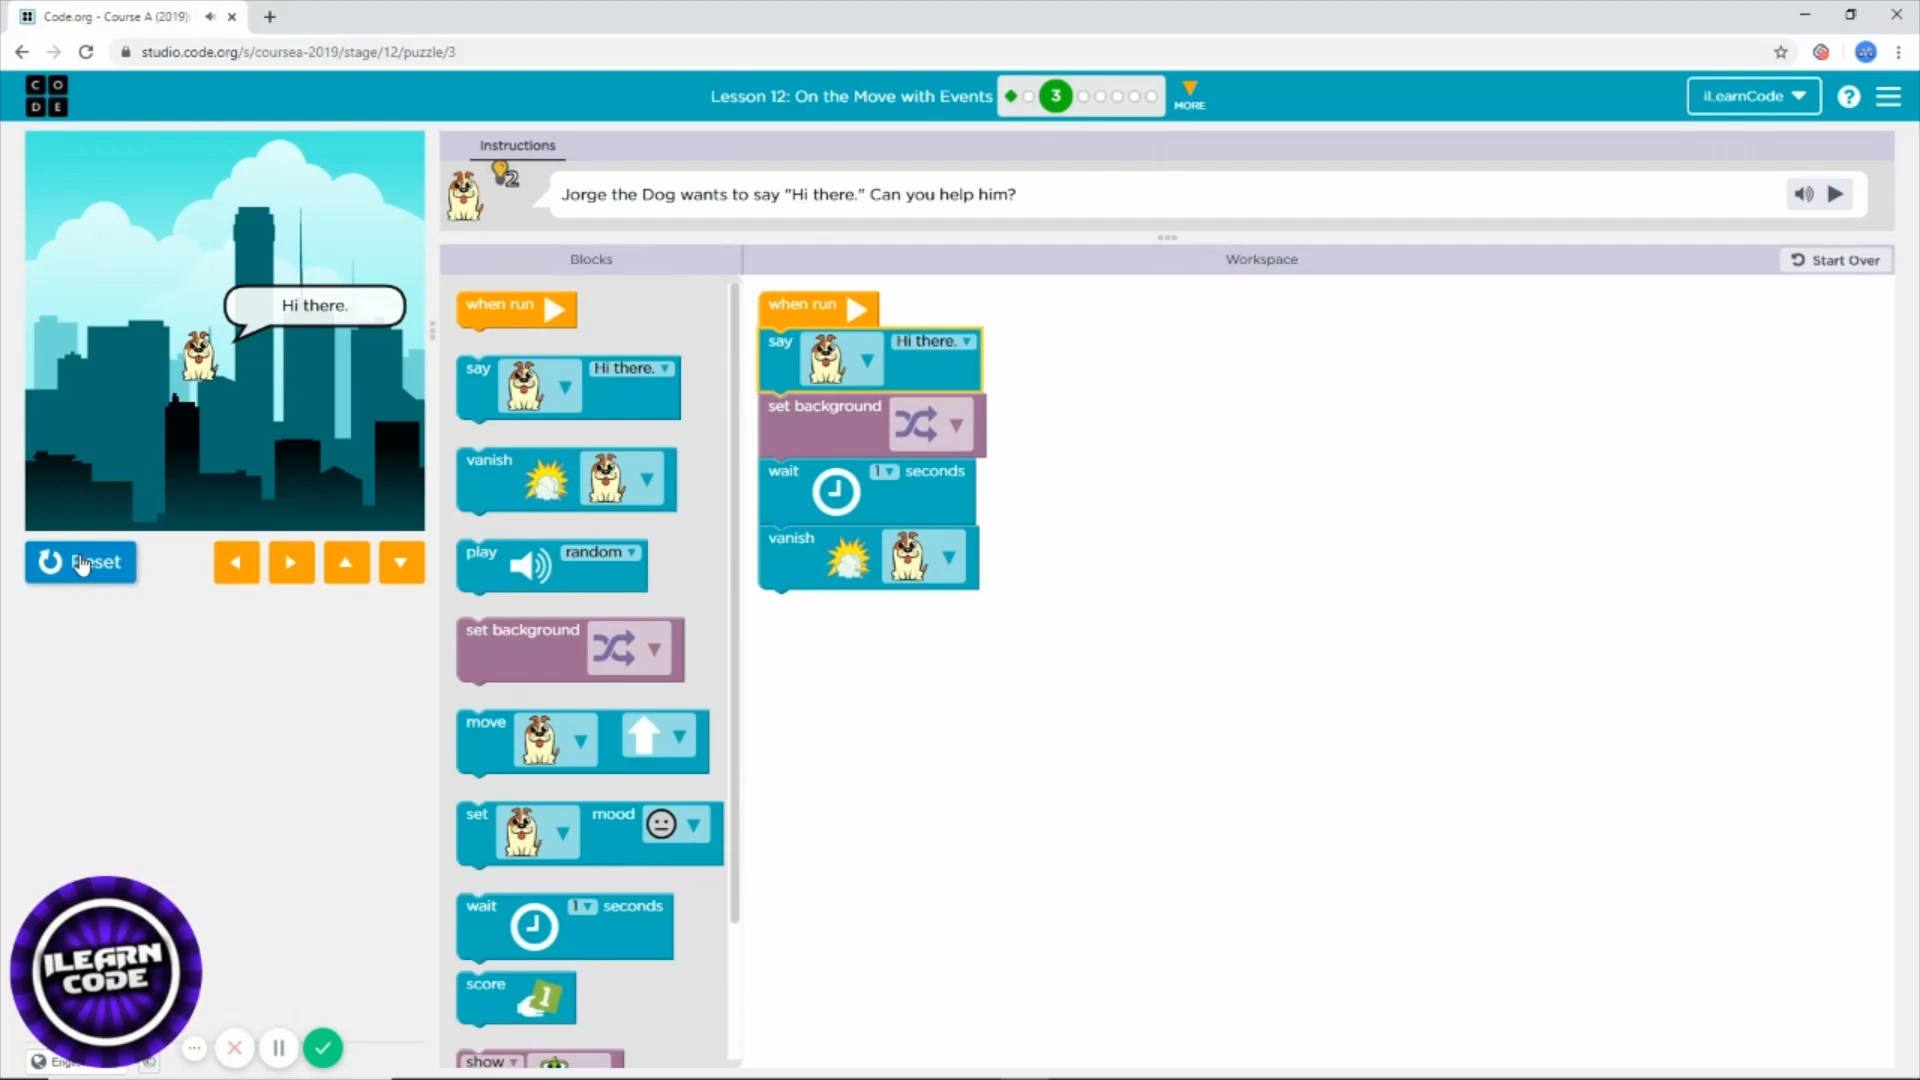 Code.org - Course A (2019):
studio.code.org/s/coursea-2019/stage/12/puzzle/3
C O
D E
Lesson 12: On the Move with Events
3
MORE
iLearnCode
?
Instructions
2
Jorge the Dog wants to say "Hi there." Can you help him?
Blocks
Workspace
Start Over
Hi there.
Reset
when run
say
Hi there.
vanish
play
random
set background
move
set
mood
wait
1
seconds
score
1
show
when run
say
Hi there.
set background
wait
1
seconds
vanish
ILEARN
CODE